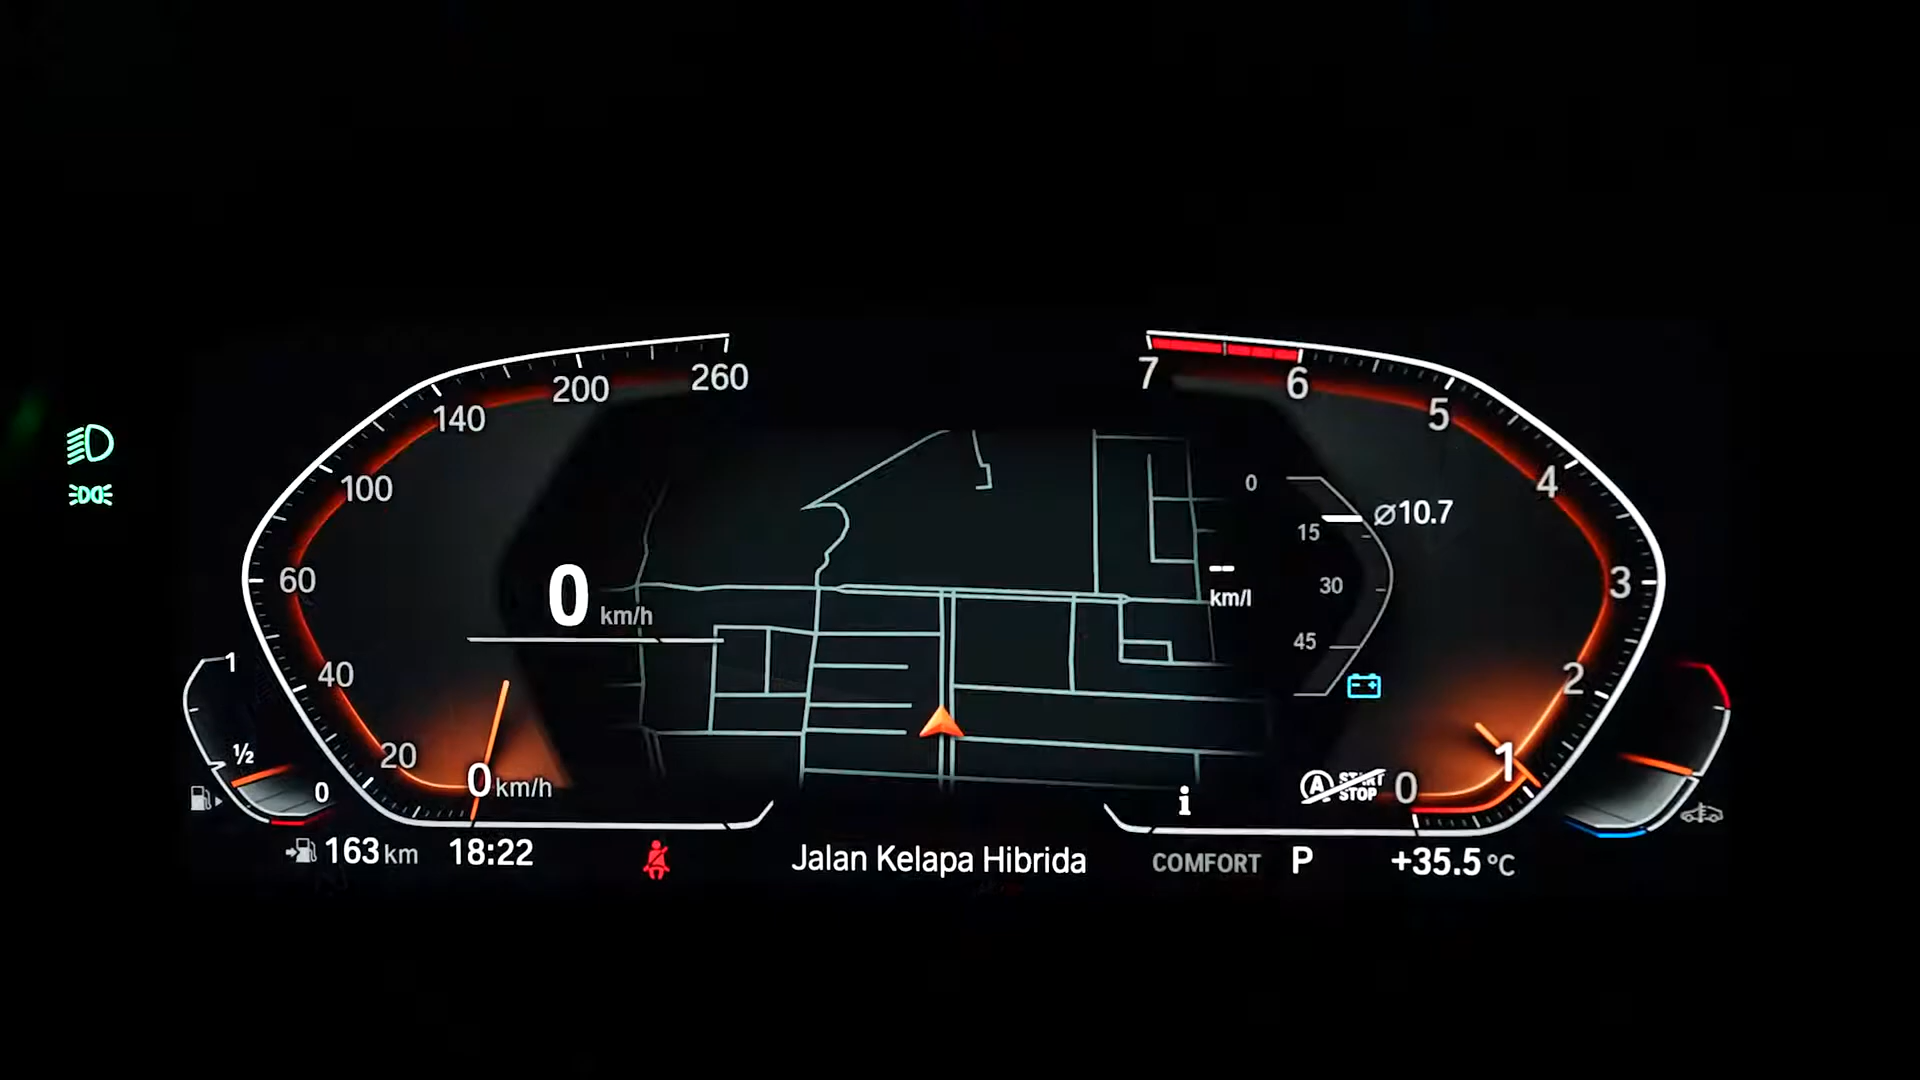 260
200
140
100
60
40
20
0 km/h
0 km/h
1
½
0
163 km
18:22
Jalan Kelapa Hibrida
7
6
5
4
3
2
1
0
0
15
30
45
⌀10.7
--
km/l
i
A START
STOP
COMFORT P
+35.5 °C